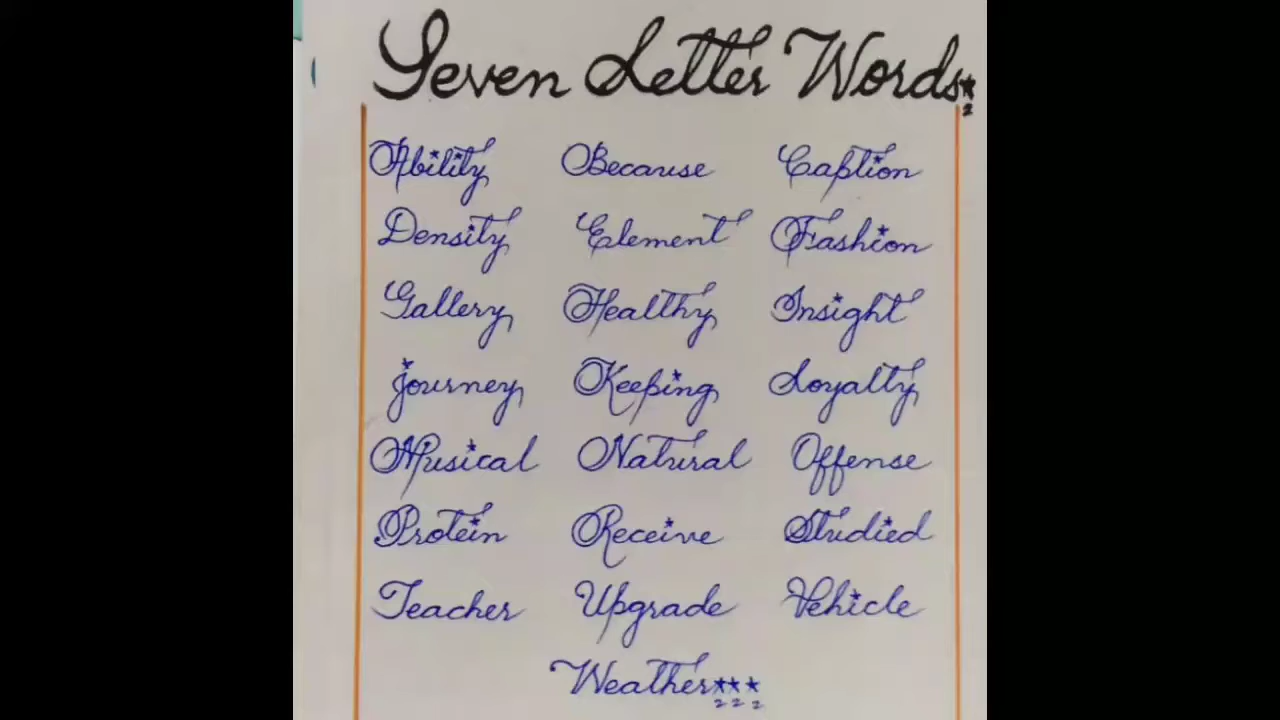 Seven Letter Words
Ability Because Caption
Density Element Fashion
Gallery Healthy Insight
Journey Keeping Loyalty
Musical Natural Offense
Protein Receive Studied
Teacher Upgrade Vehicle
Weather